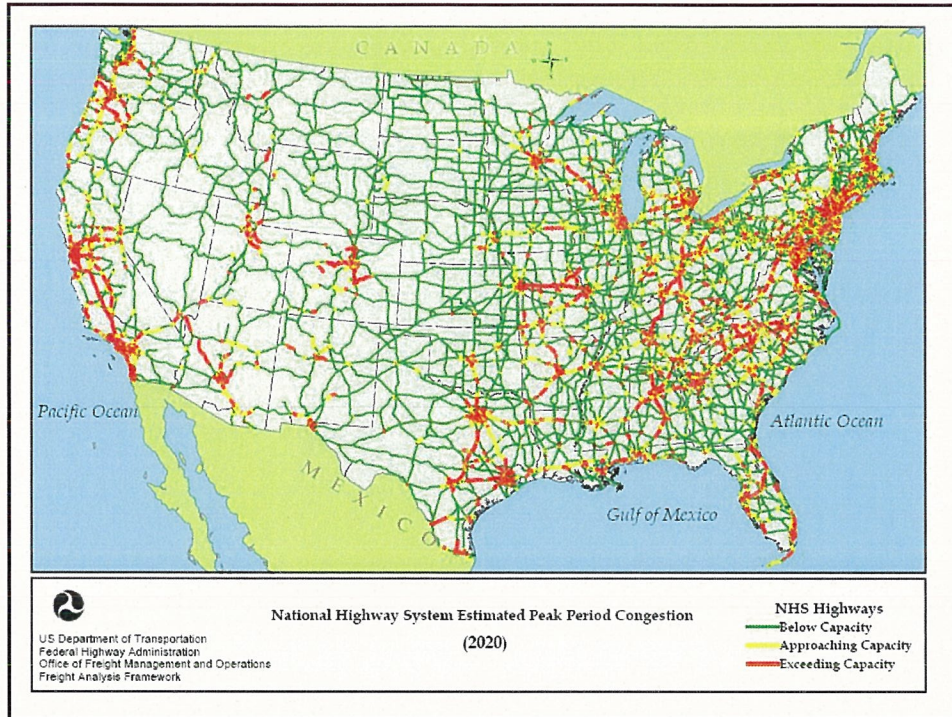 CANADA
Pacific Ocean
Atlantic Ocean
MEXICO
Gulf of Mexico
US Department of Transportation
Federal Highway Administration
Office of Freight Management and Operations
Freight Analysis Framework
National Highway System Estimated Peak Period Congestion
(2020)
NHS Highways
Below Capacity
Approaching Capacity
Exceeding Capacity